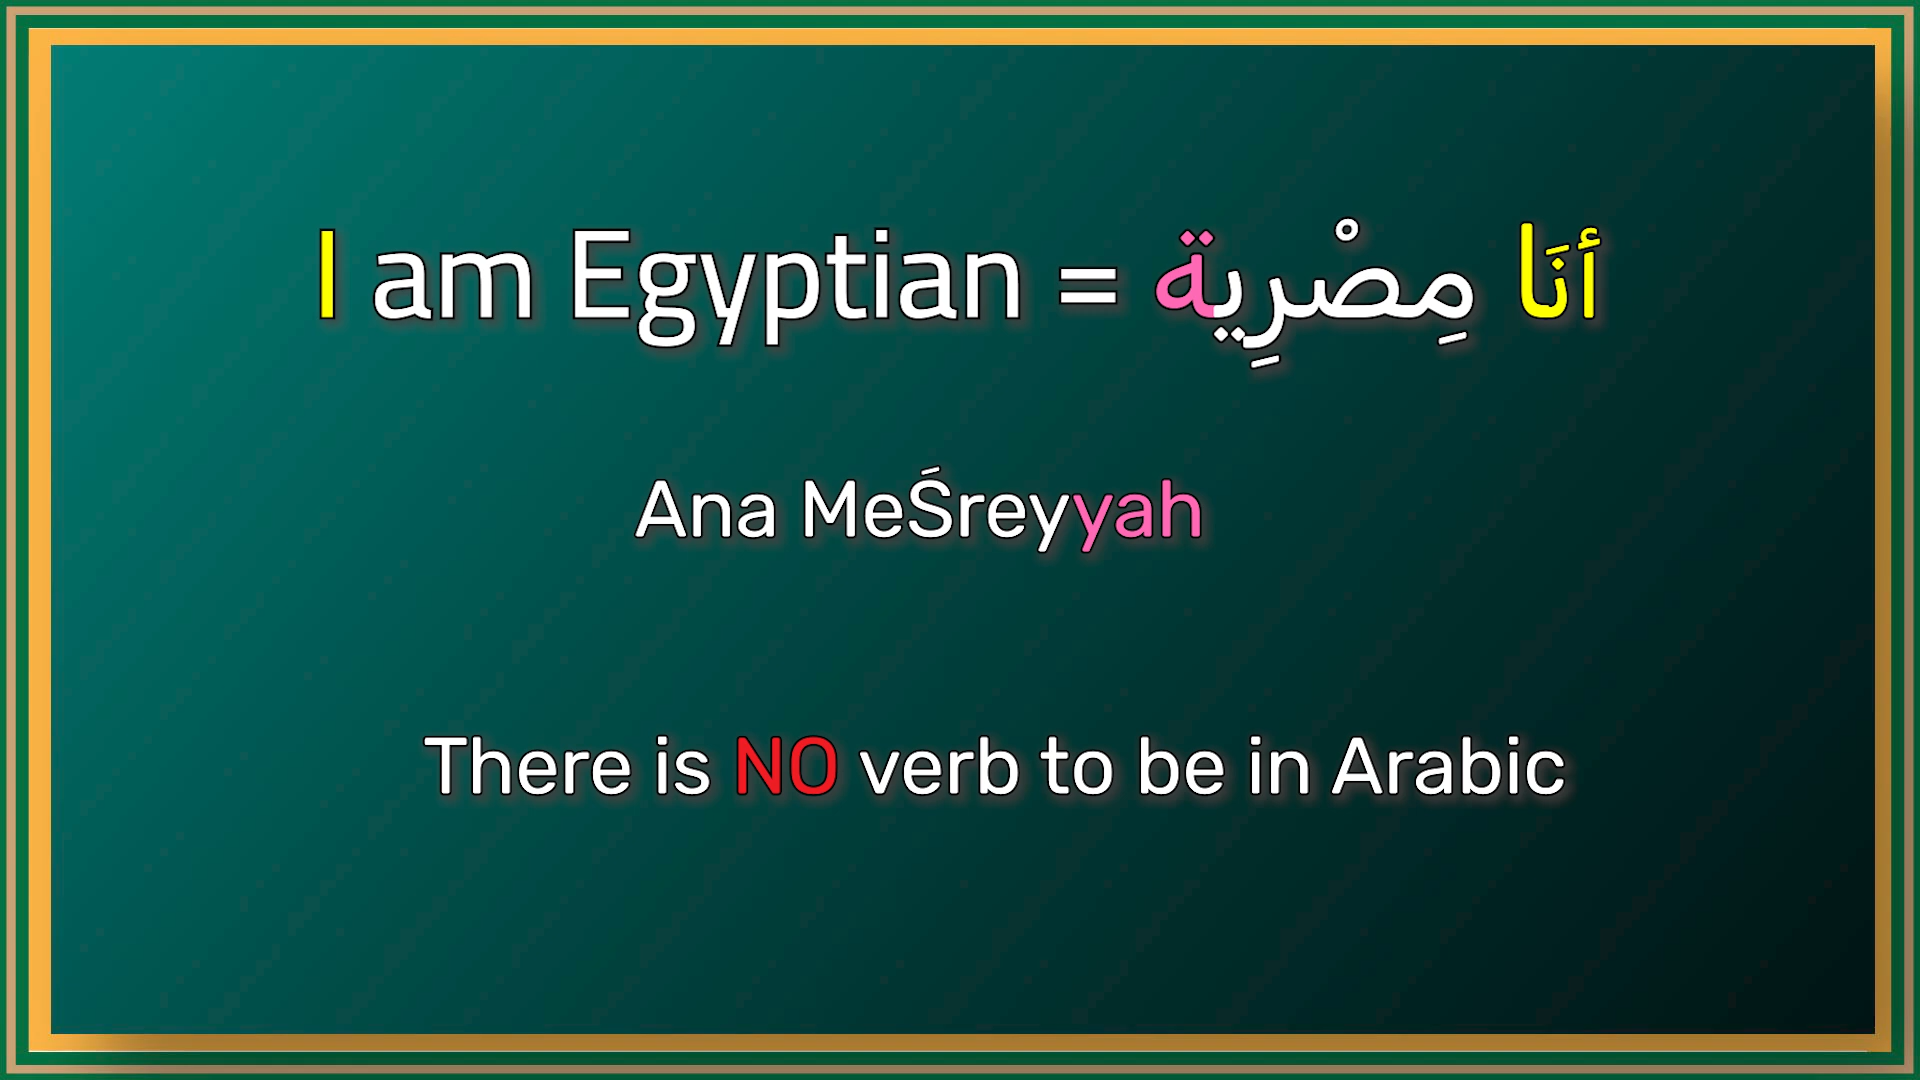 I am Egyptian = أنَا مِصْرِية
Ana MeŚreyyah
There is NO verb to be in Arabic